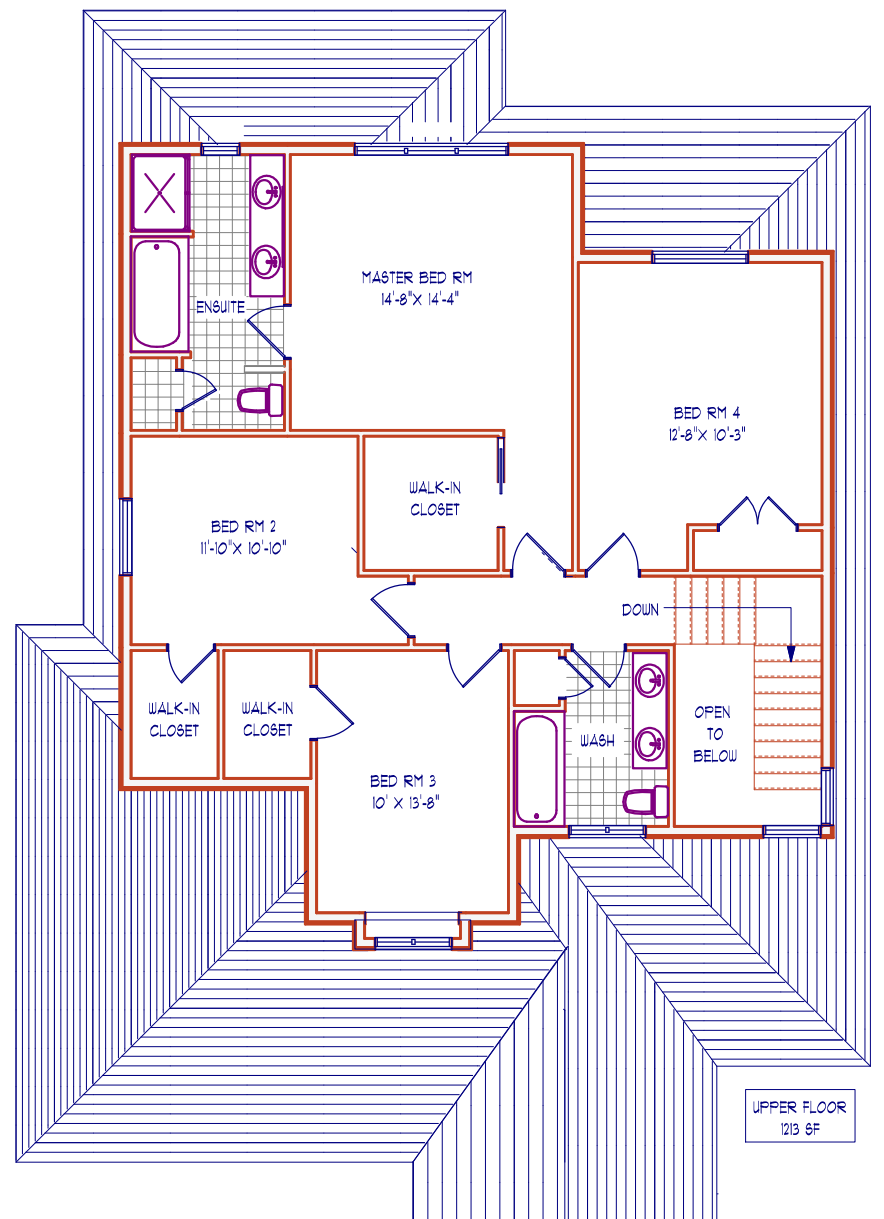 MASTER BED RM
14'-8"X 14'-4"
ENSUITE
BED RM 4
12'-8"X 10'-3"
WALK-IN
CLOSET
BED RM 2
11'-10"X 10'-10"
DOWN
WALK-IN
CLOSET
WALK-IN
CLOSET
OPEN
TO
BELOW
WASH
BED RM 3
10' X 13'-8"
UPPER FLOOR
1213 SF